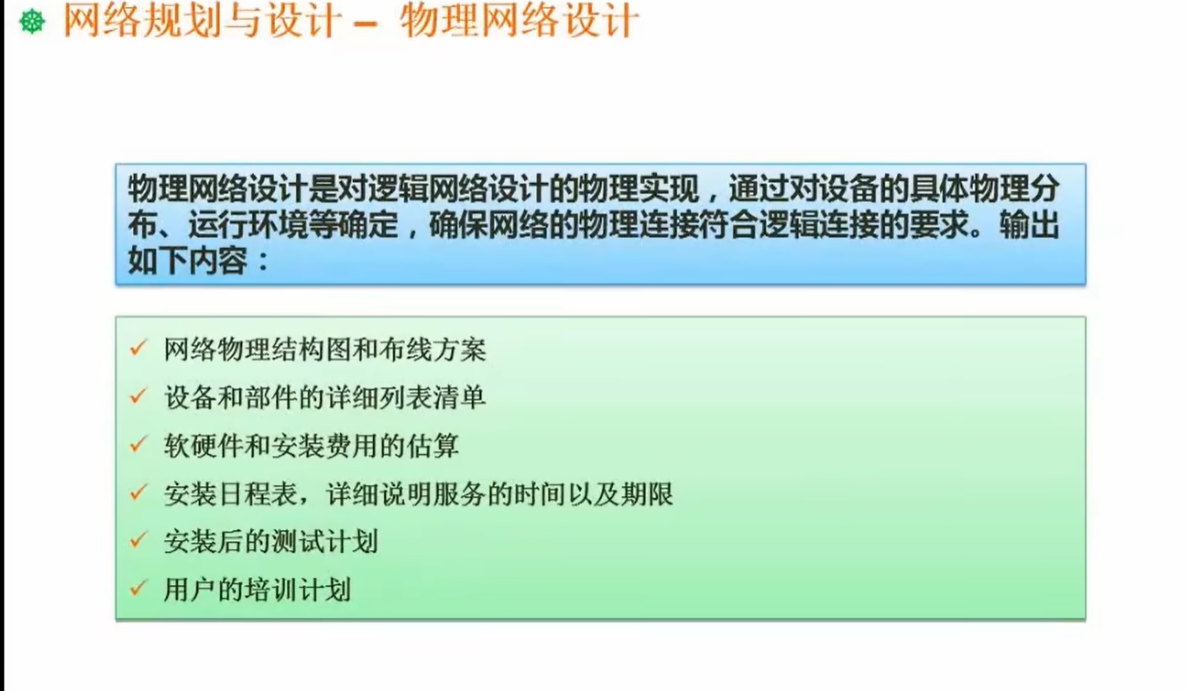 网络规划与设计 – 物理网络设计
物理网络设计是对逻辑网络设计的物理实现，通过对设备的具体物理分
布、运行环境等确定，确保网络的物理连接符合逻辑连接的要求。输出
如下内容：
网络物理结构图和布线方案
设备和部件的详细列表清单
软硬件和安装费用的估算
安装日程表，详细说明服务的时间以及期限
安装后的测试计划
用户的培训计划